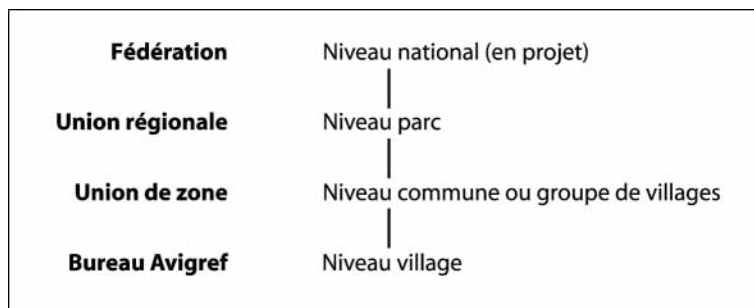 Fédération Niveau national (en projet)
Union régionale Niveau parc
Union de zone Niveau commune ou groupe de villages
Bureau Avigref Niveau village